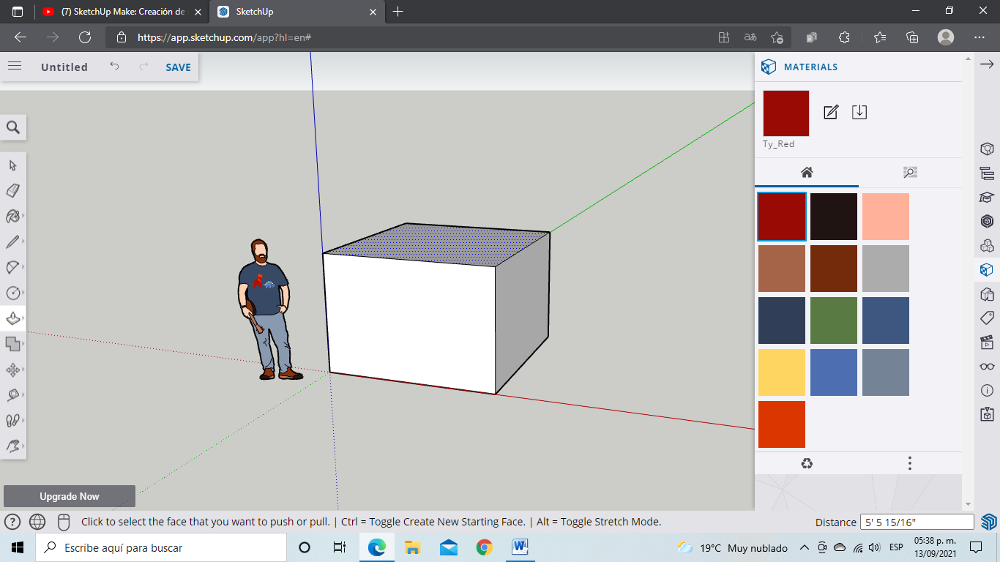 (7) SketchUp Make: Creación de
SketchUp
https://app.sketchup.com/app?hl=en#
Untitled
SAVE
MATERIALS
Ty_Red
Upgrade Now
Click to select the face that you want to push or pull. | Ctrl = Toggle Create New Starting Face. | Alt = Toggle Stretch Mode.
Distance 5' 5 15/16"
Escribe aquí para buscar
19°C Muy nublado
ESP
05:38 p. m.
13/09/2021